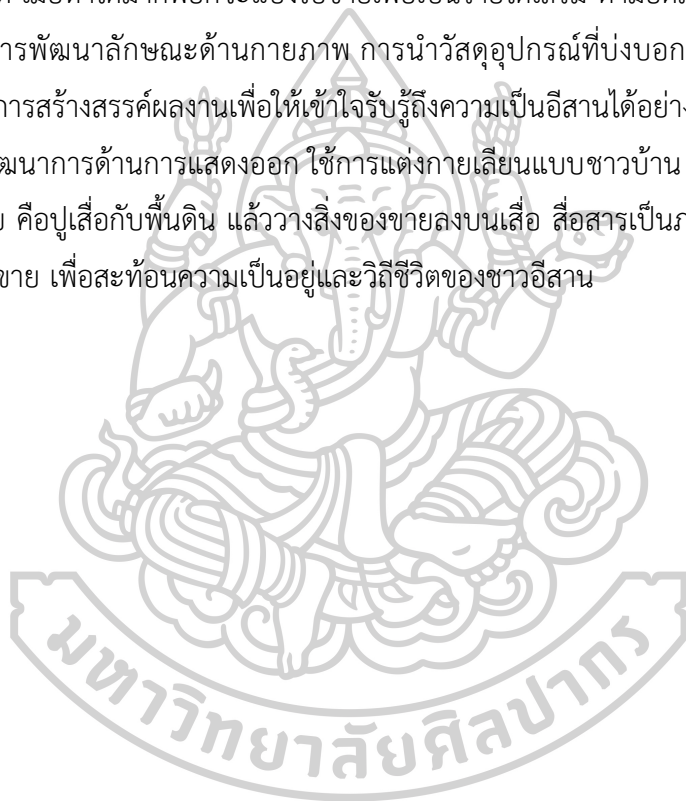 การพัฒนาลักษณะด้านกายภาพ การนำวัสดุอุปกรณ์ที่บ่งบอก
การสร้างสรรค์ผลงานเพื่อให้เข้าใจรับรู้ถึงความเป็นอีสานได้อย่าง
ฒนาการด้านการแสดงออก ใช้การแต่งกายเลียนแบบชาวบ้าน
คือปูเสื่อกับพื้นดิน แล้ววางสิ่งของขายลงบนเสื่อ สื่อสารเป็นภ
ขาย เพื่อสะท้อนความเป็นอยู่และวิถีชีวิตของชาวอีสาน
มหาวิทยาลัยศิลปากร